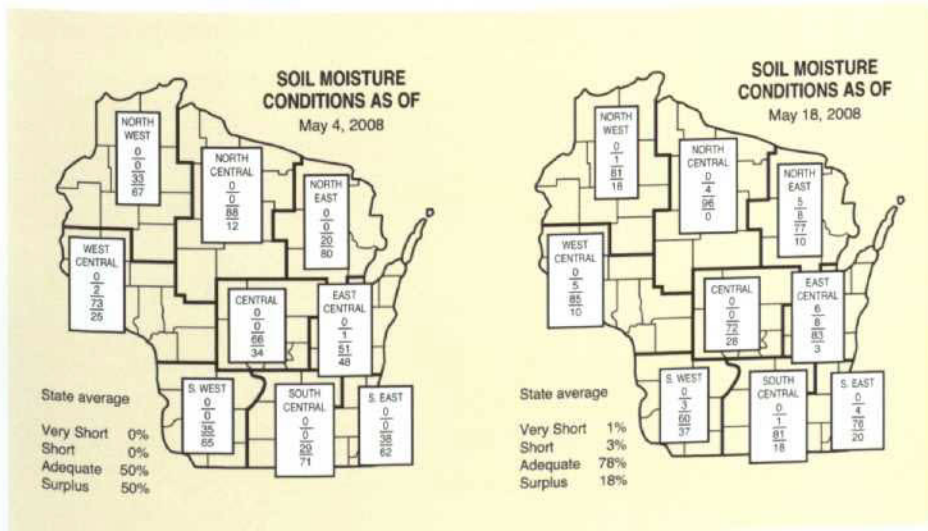 SOIL MOISTURE
CONDITIONS AS OF
May 4, 2008
NORTH
WEST
0
0
33
67
NORTH
CENTRAL
0
0
88
12
NORTH
EAST
0
0
20
80
WEST
CENTRAL
0
2
73
25
CENTRAL
0
0
66
34
EAST
CENTRAL
0
1
51
48
S. WEST
0
0
35
65
SOUTH
CENTRAL
0
0
29
71
S. EAST
0
0
38
62
State average
Very Short 0%
Short 0%
Adequate 50%
Surplus 50%
SOIL MOISTURE
CONDITIONS AS OF
May 18, 2008
NORTH
WEST
0
1
81
18
NORTH
CENTRAL
0
4
96
0
NORTH
EAST
5
8
77
10
WEST
CENTRAL
0
5
85
10
CENTRAL
0
0
72
28
EAST
CENTRAL
6
8
83
3
S. WEST
0
3
60
37
SOUTH
CENTRAL
0
1
81
18
S. EAST
0
4
76
20
State average
Very Short 1%
Short 3%
Adequate 78%
Surplus 18%